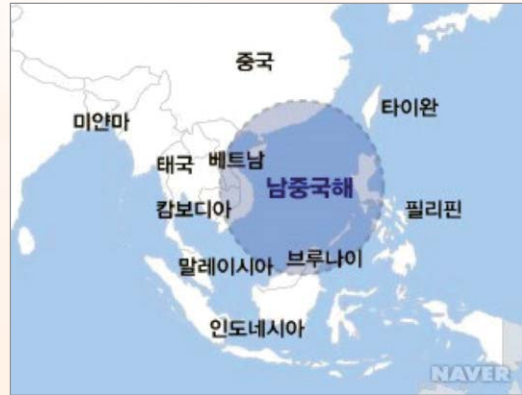 중국
타이완
미얀마
태국
베트남
남중국해
캄보디아
필리핀
말레이시아
브루나이
인도네시아
NAVER